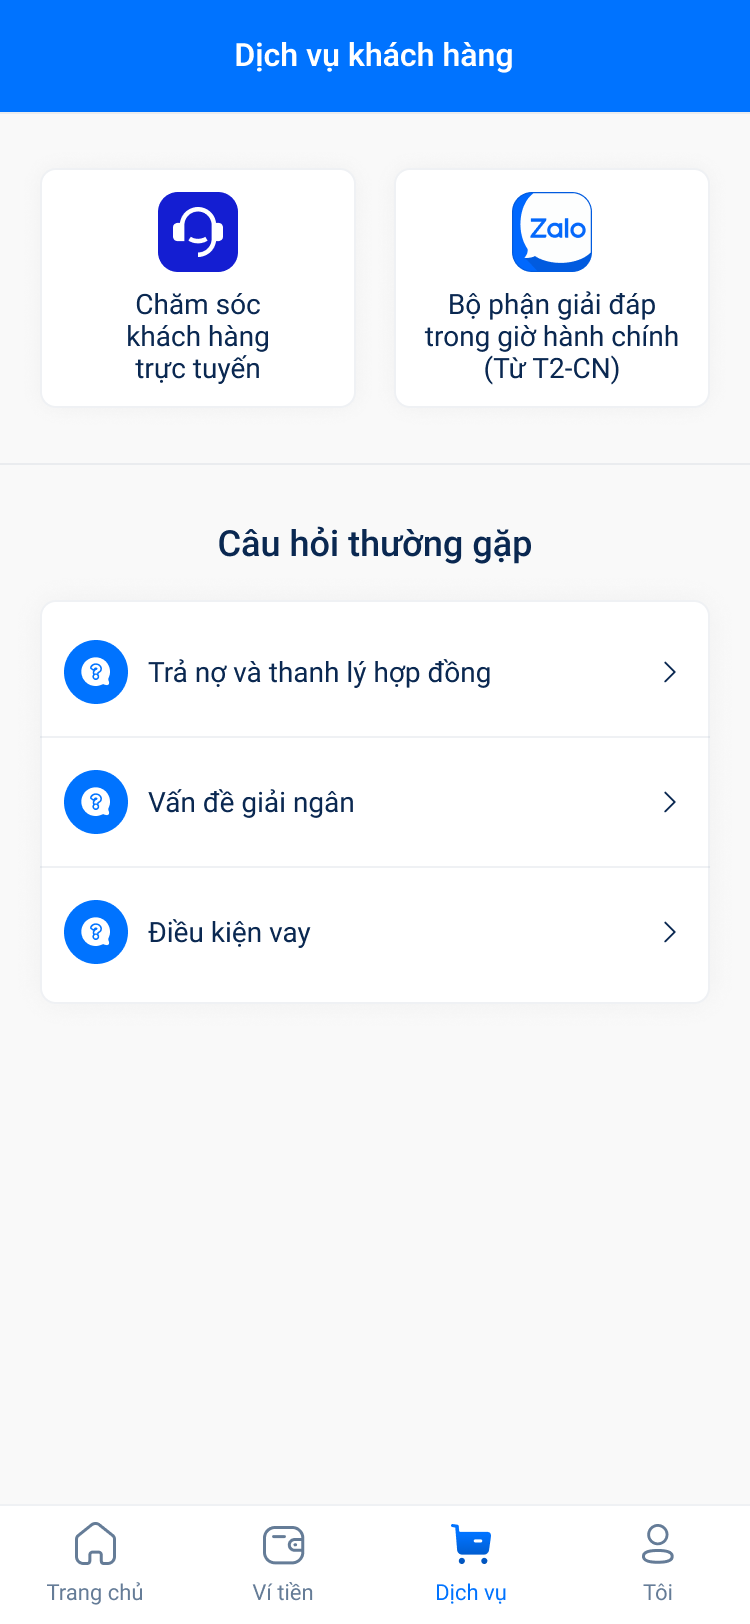 Dịch vụ khách hàng
Chăm sóc
khách hàng
trực tuyến
Zalo
Bộ phận giải đáp
trong giờ hành chính
(Từ T2-CN)
Câu hỏi thường gặp
Trả nợ và thanh lý hợp đồng
Vấn đề giải ngân
Điều kiện vay
Trang chủ
Ví tiền
Dịch vụ
Tôi